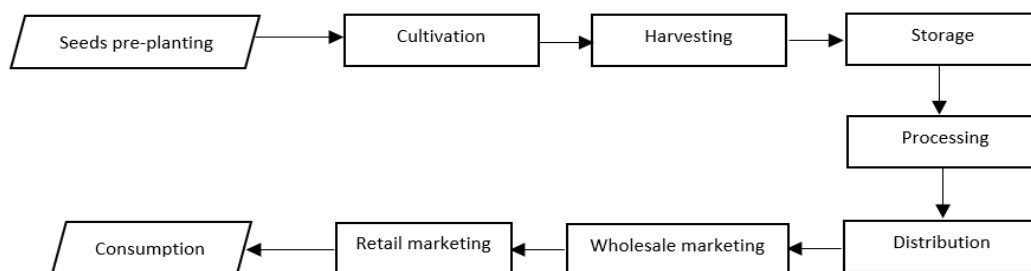 Seeds pre-planting
Cultivation
Harvesting
Storage
Processing
Distribution
Wholesale marketing
Retail marketing
Consumption